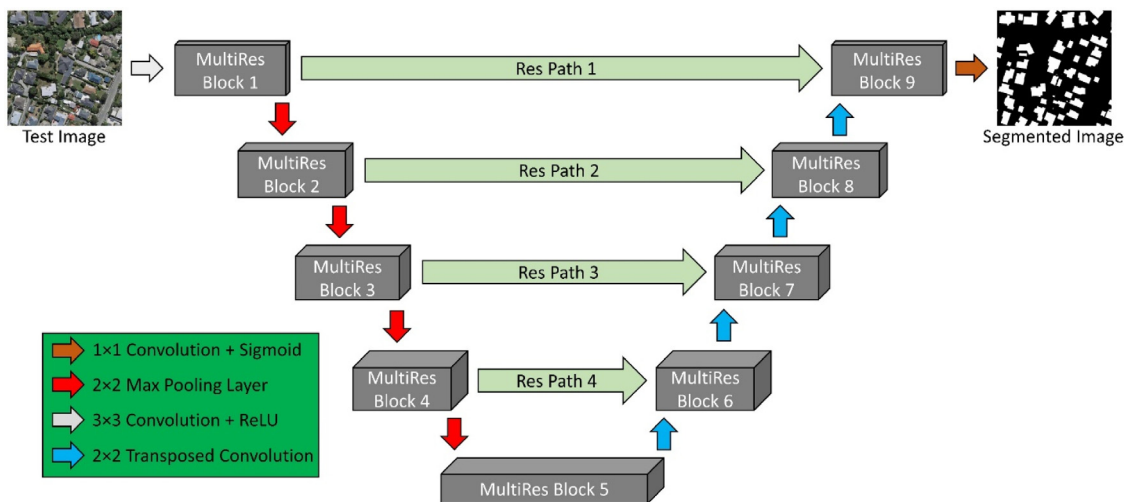 MultiRes
Block 1
Res Path 1
MultiRes
Block 9
Test Image
Segmented Image
MultiRes
Block 2
Res Path 2
MultiRes
Block 8
MultiRes
Block 3
Res Path 3
MultiRes
Block 7
1×1 Convolution + Sigmoid
2×2 Max Pooling Layer
3×3 Convolution + ReLU
2×2 Transposed Convolution
MultiRes
Block 4
Res Path 4
MultiRes
Block 6
MultiRes Block 5